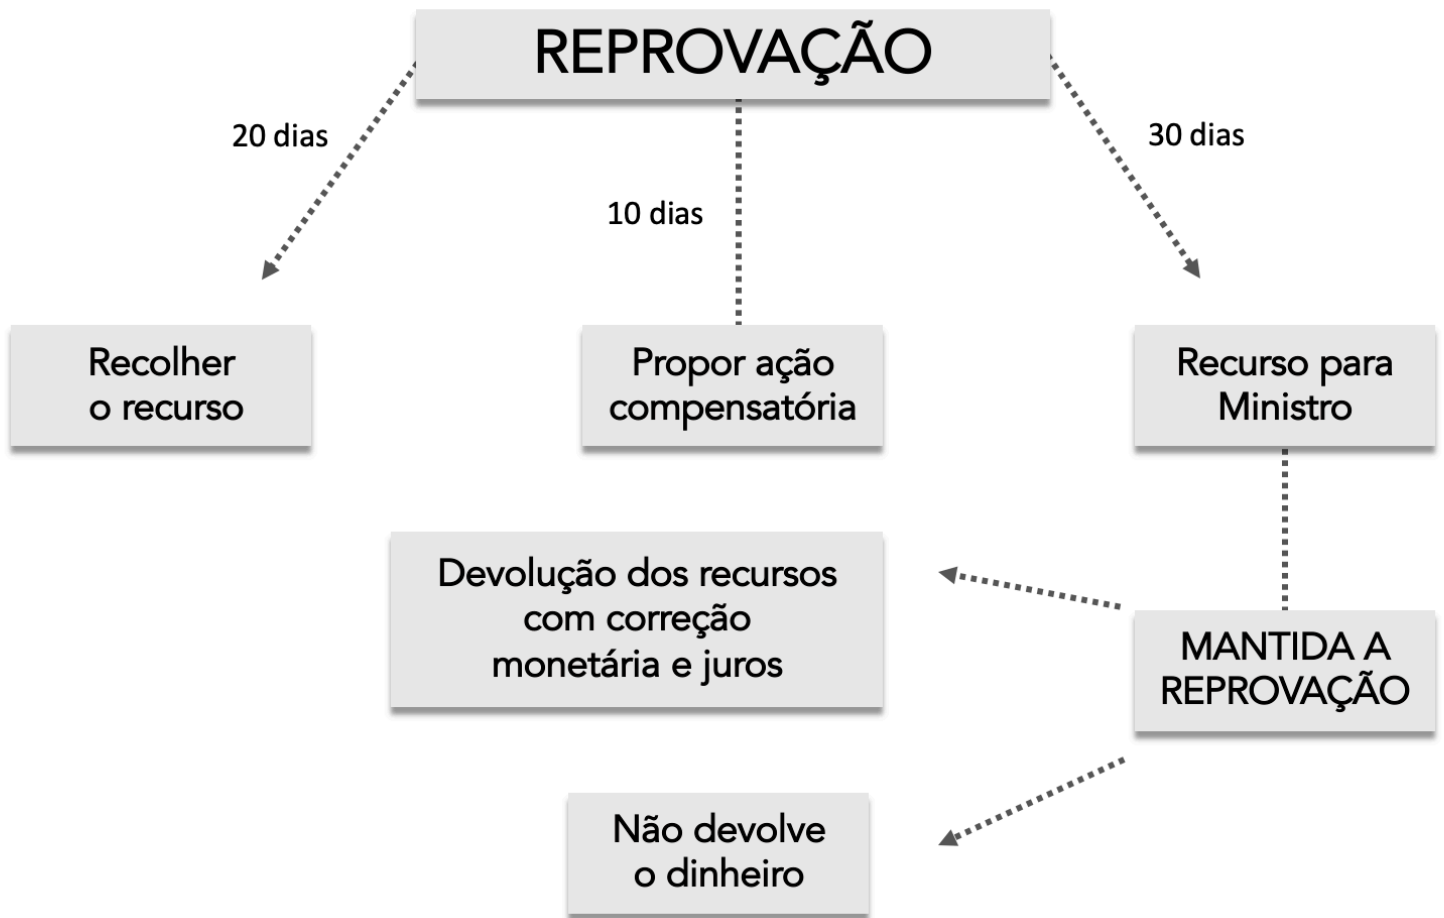 REPROVAÇÃO
20 dias
10 dias
30 dias
Recolher
o recurso
Propor ação
compensatória
Recurso para
Ministro
Devolução dos recursos
com correção
monetária e juros
MANTIDA A
REPROVAÇÃO
Não devolve
o dinheiro